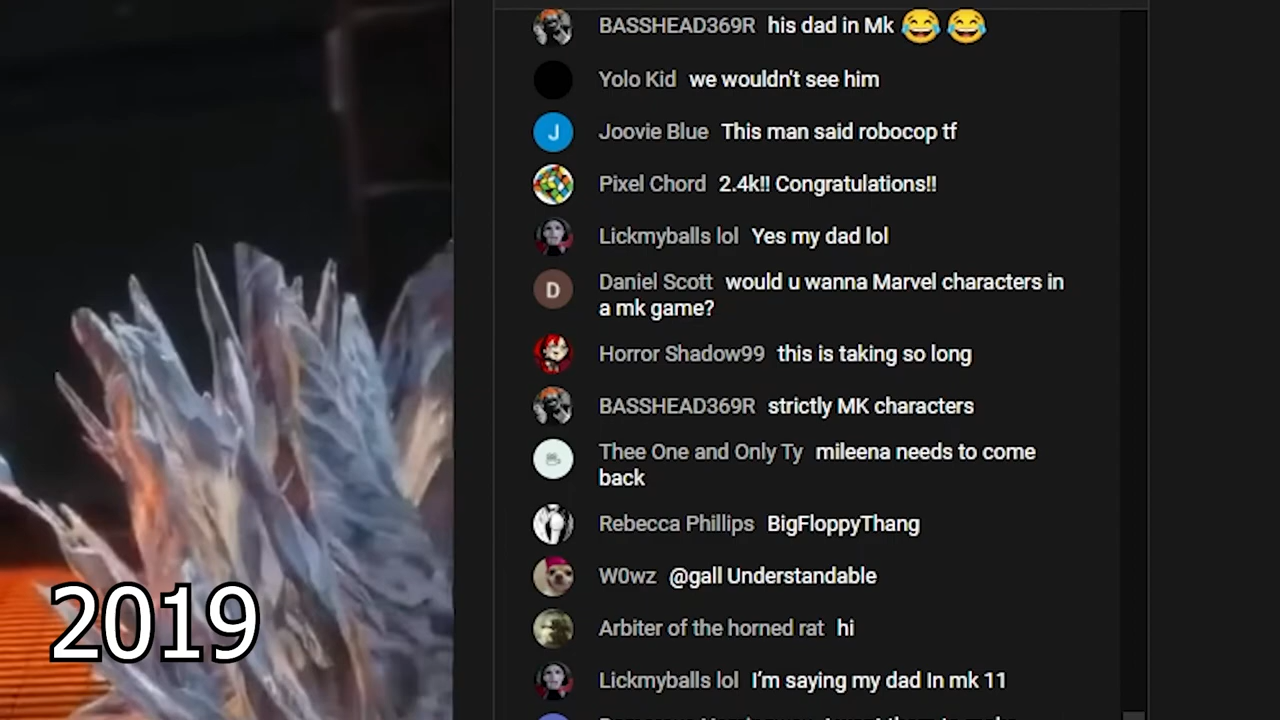 BASSHEAD369R his dad in Mk 😂 😂
Yolo Kid we wouldn't see him
J
Joovie Blue This man said robocop tf
Pixel Chord 2.4k!! Congratulations!!
Lickmyballs lol Yes my dad lol
D
Daniel Scott would u wanna Marvel characters in
a mk game?
Horror Shadow99 this is taking so long
BASSHEAD369R strictly MK characters
Thee One and Only Ty mileena needs to come
back
Rebecca Phillips BigFloppyThang
W0wz @gall Understandable
Arbiter of the horned rat hi
Lickmyballs lol I'm saying my dad In mk 11
2019